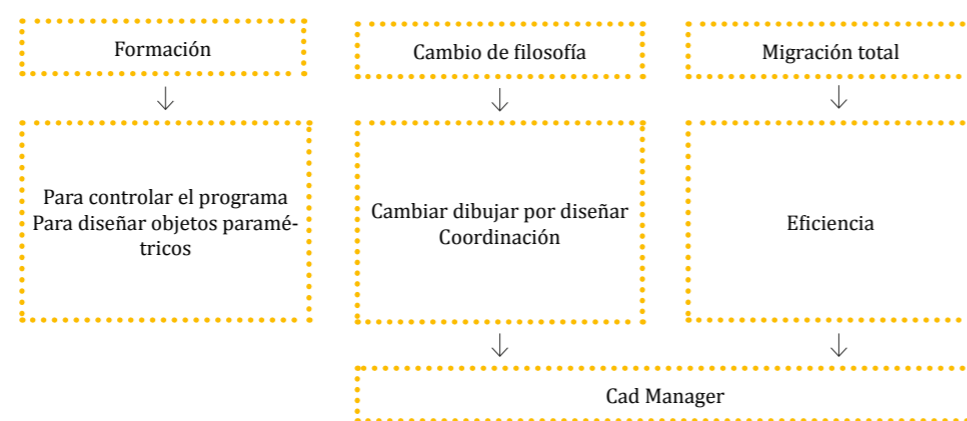 Formación
Cambio de filosofía
Migración total
Para controlar el programa
Para diseñar objetos paramé-
tricos
Cambiar dibujar por diseñar
Coordinación
Eficiencia
Cad Manager